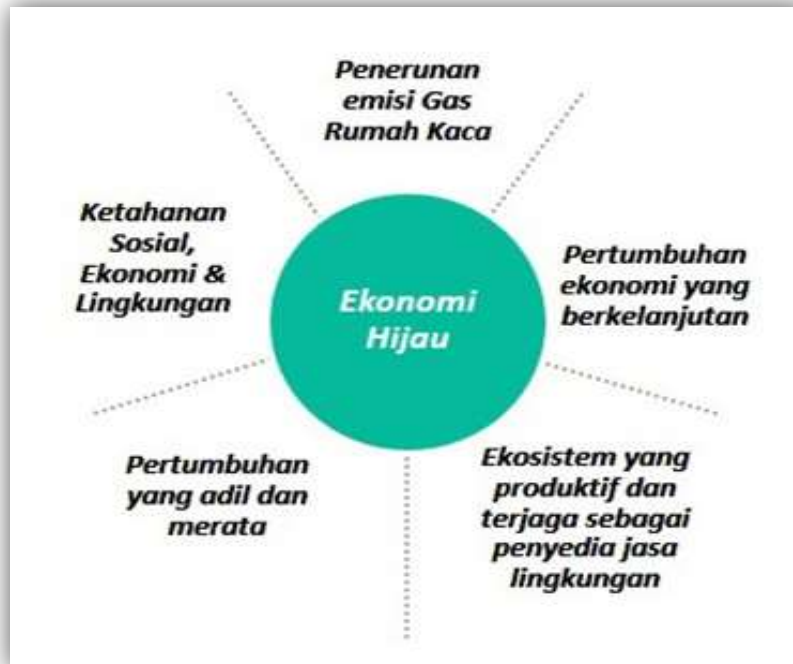 Penerunan
emisi Gas
Rumah Kaca
Ketahanan
Sosial,
Ekonomi &
Lingkungan
Ekonomi
Hijau
Pertumbuhan
ekonomi yang
berkelanjutan
Pertumbuhan
yang adil dan
merata
Ekosistem yang
produktif dan
terjaga sebagai
penyedia jasa
lingkungan